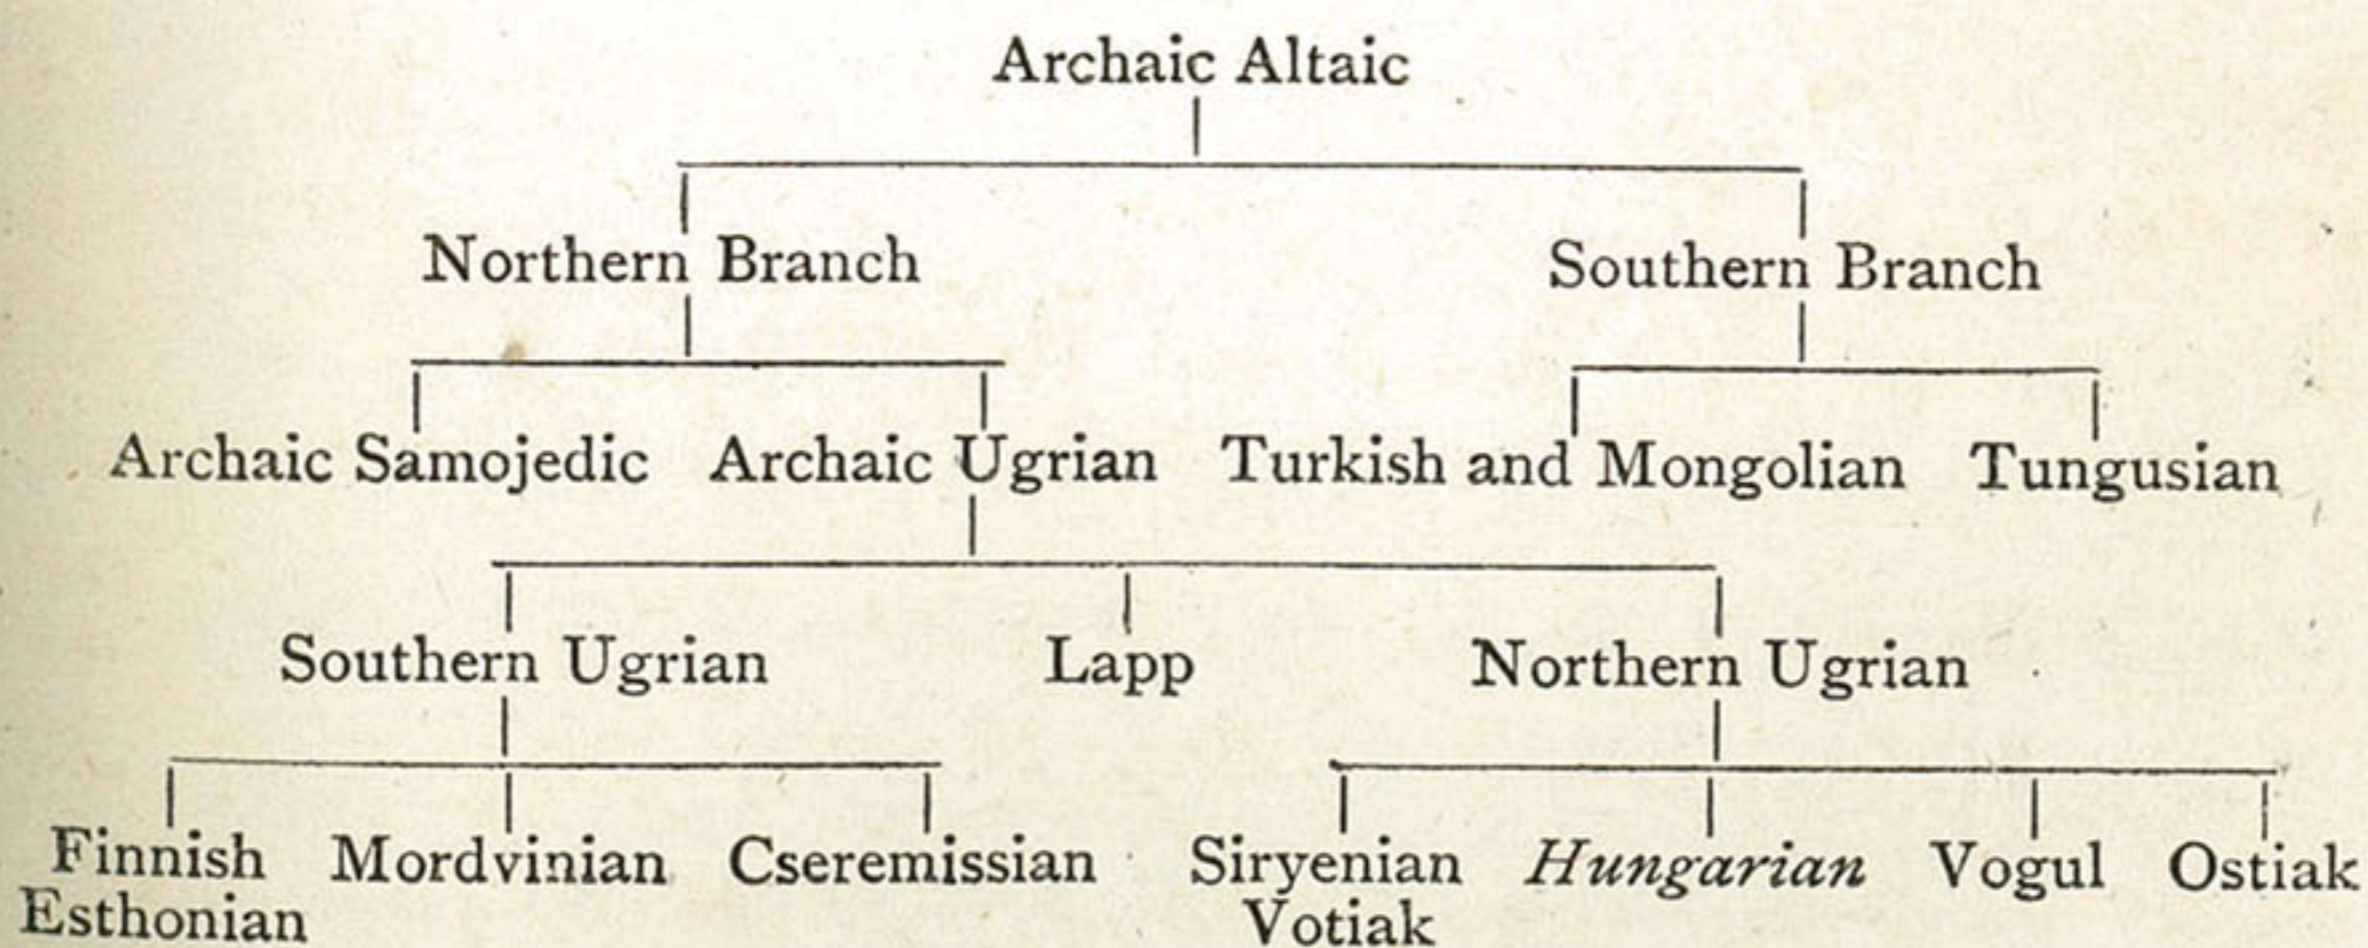 Archaic Altaic
Northern Branch Southern Branch
Archaic Samojedic Archaic Ugrian Turkish and Mongolian Tungusian
Southern Ugrian Lapp Northern Ugrian
Finnish Mordvinian Cseremissian Siryenian Hungarian Vogul Ostiak
Esthonian Votiak